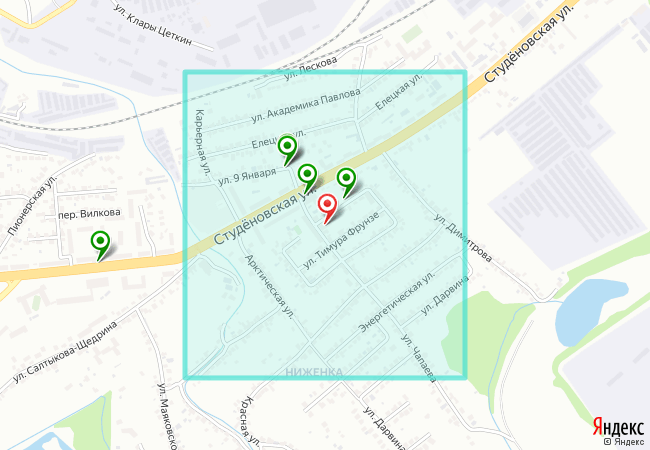 ул. Клары Цеткин
ул. Лескова
Студёновская ул.
Елецкая ул.
ул. Академика Павлова
Карьерная ул.
Елецкая ул.
ул. 9 Января
Пионерская ул.
пер. Вилкова
Студёновская ул.
ул. Димитрова
ул. Тимура Фрунзе
Арктическая ул.
Энергетическая ул.
ул. Дарвина
ул. Салтыкова-Щедрина
ул. Чапаева
НИЖЕНКА
ул. Маяковско
Красная ул.
ул. Дарвина
Яндекс
© Яндекс